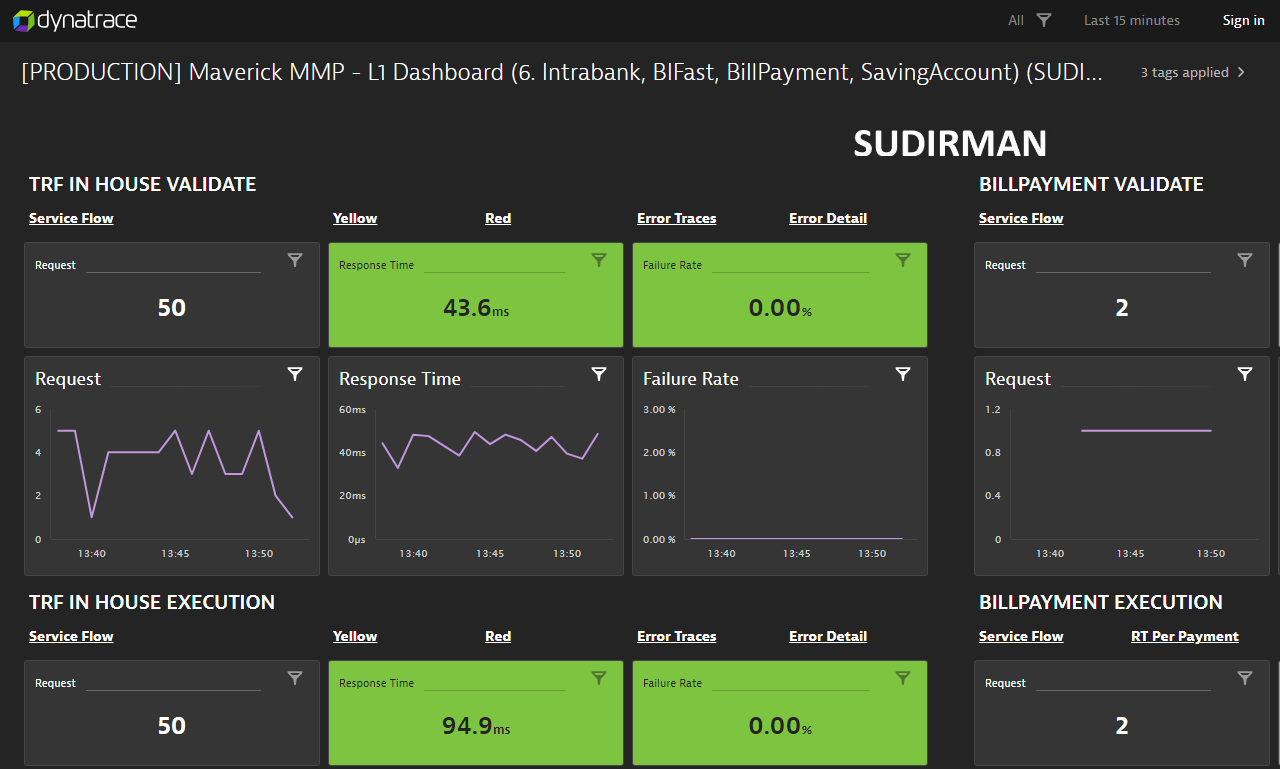 dynatrace
All
Last 15 minutes
Sign in
[PRODUCTION] Maverick MMP - L1 Dashboard (6. Intrabank, BIFast, BillPayment, SavingAccount) (SUDI...
3 tags applied
SUDIRMAN
TRF IN HOUSE VALIDATE
BILLPAYMENT VALIDATE
Service Flow
Yellow
Red
Error Traces
Error Detail
Service Flow
Request
50
Response Time
43.6ms
Failure Rate
0.00%
Request
2
Request
6
4
2
0
13:40 13:45 13:50
Response Time
60ms
40ms
20ms
0µs
13:40 13:45 13:50
Failure Rate
3.00 %
2.00 %
1.00 %
0.00 %
13:40 13:45 13:50
Request
1.2
0.8
0.4
0
13:40 13:45 13:50
TRF IN HOUSE EXECUTION
BILLPAYMENT EXECUTION
Service Flow
Yellow
Red
Error Traces
Error Detail
Service Flow
RT Per Payment
Request
50
Response Time
94.9ms
Failure Rate
0.00%
Request
2